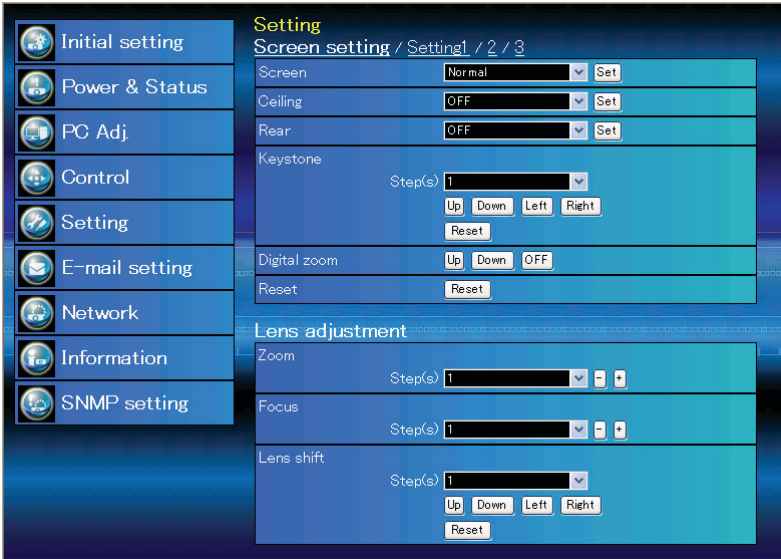 Initial setting
Power & Status
PC Adj.
Control
Setting
E-mail setting
Network
Information
SNMP setting
Setting
Screen setting / Setting1 / 2 / 3
Screen Normal Set
Ceiling OFF Set
Rear OFF Set
Keystone
Step(s) 1
Up Down Left Right
Reset
Digital zoom Up Down OFF
Reset Reset
Lens adjustment
Zoom
Step(s) 1 - +
Focus
Step(s) 1 - +
Lens shift
Step(s) 1
Up Down Left Right
Reset